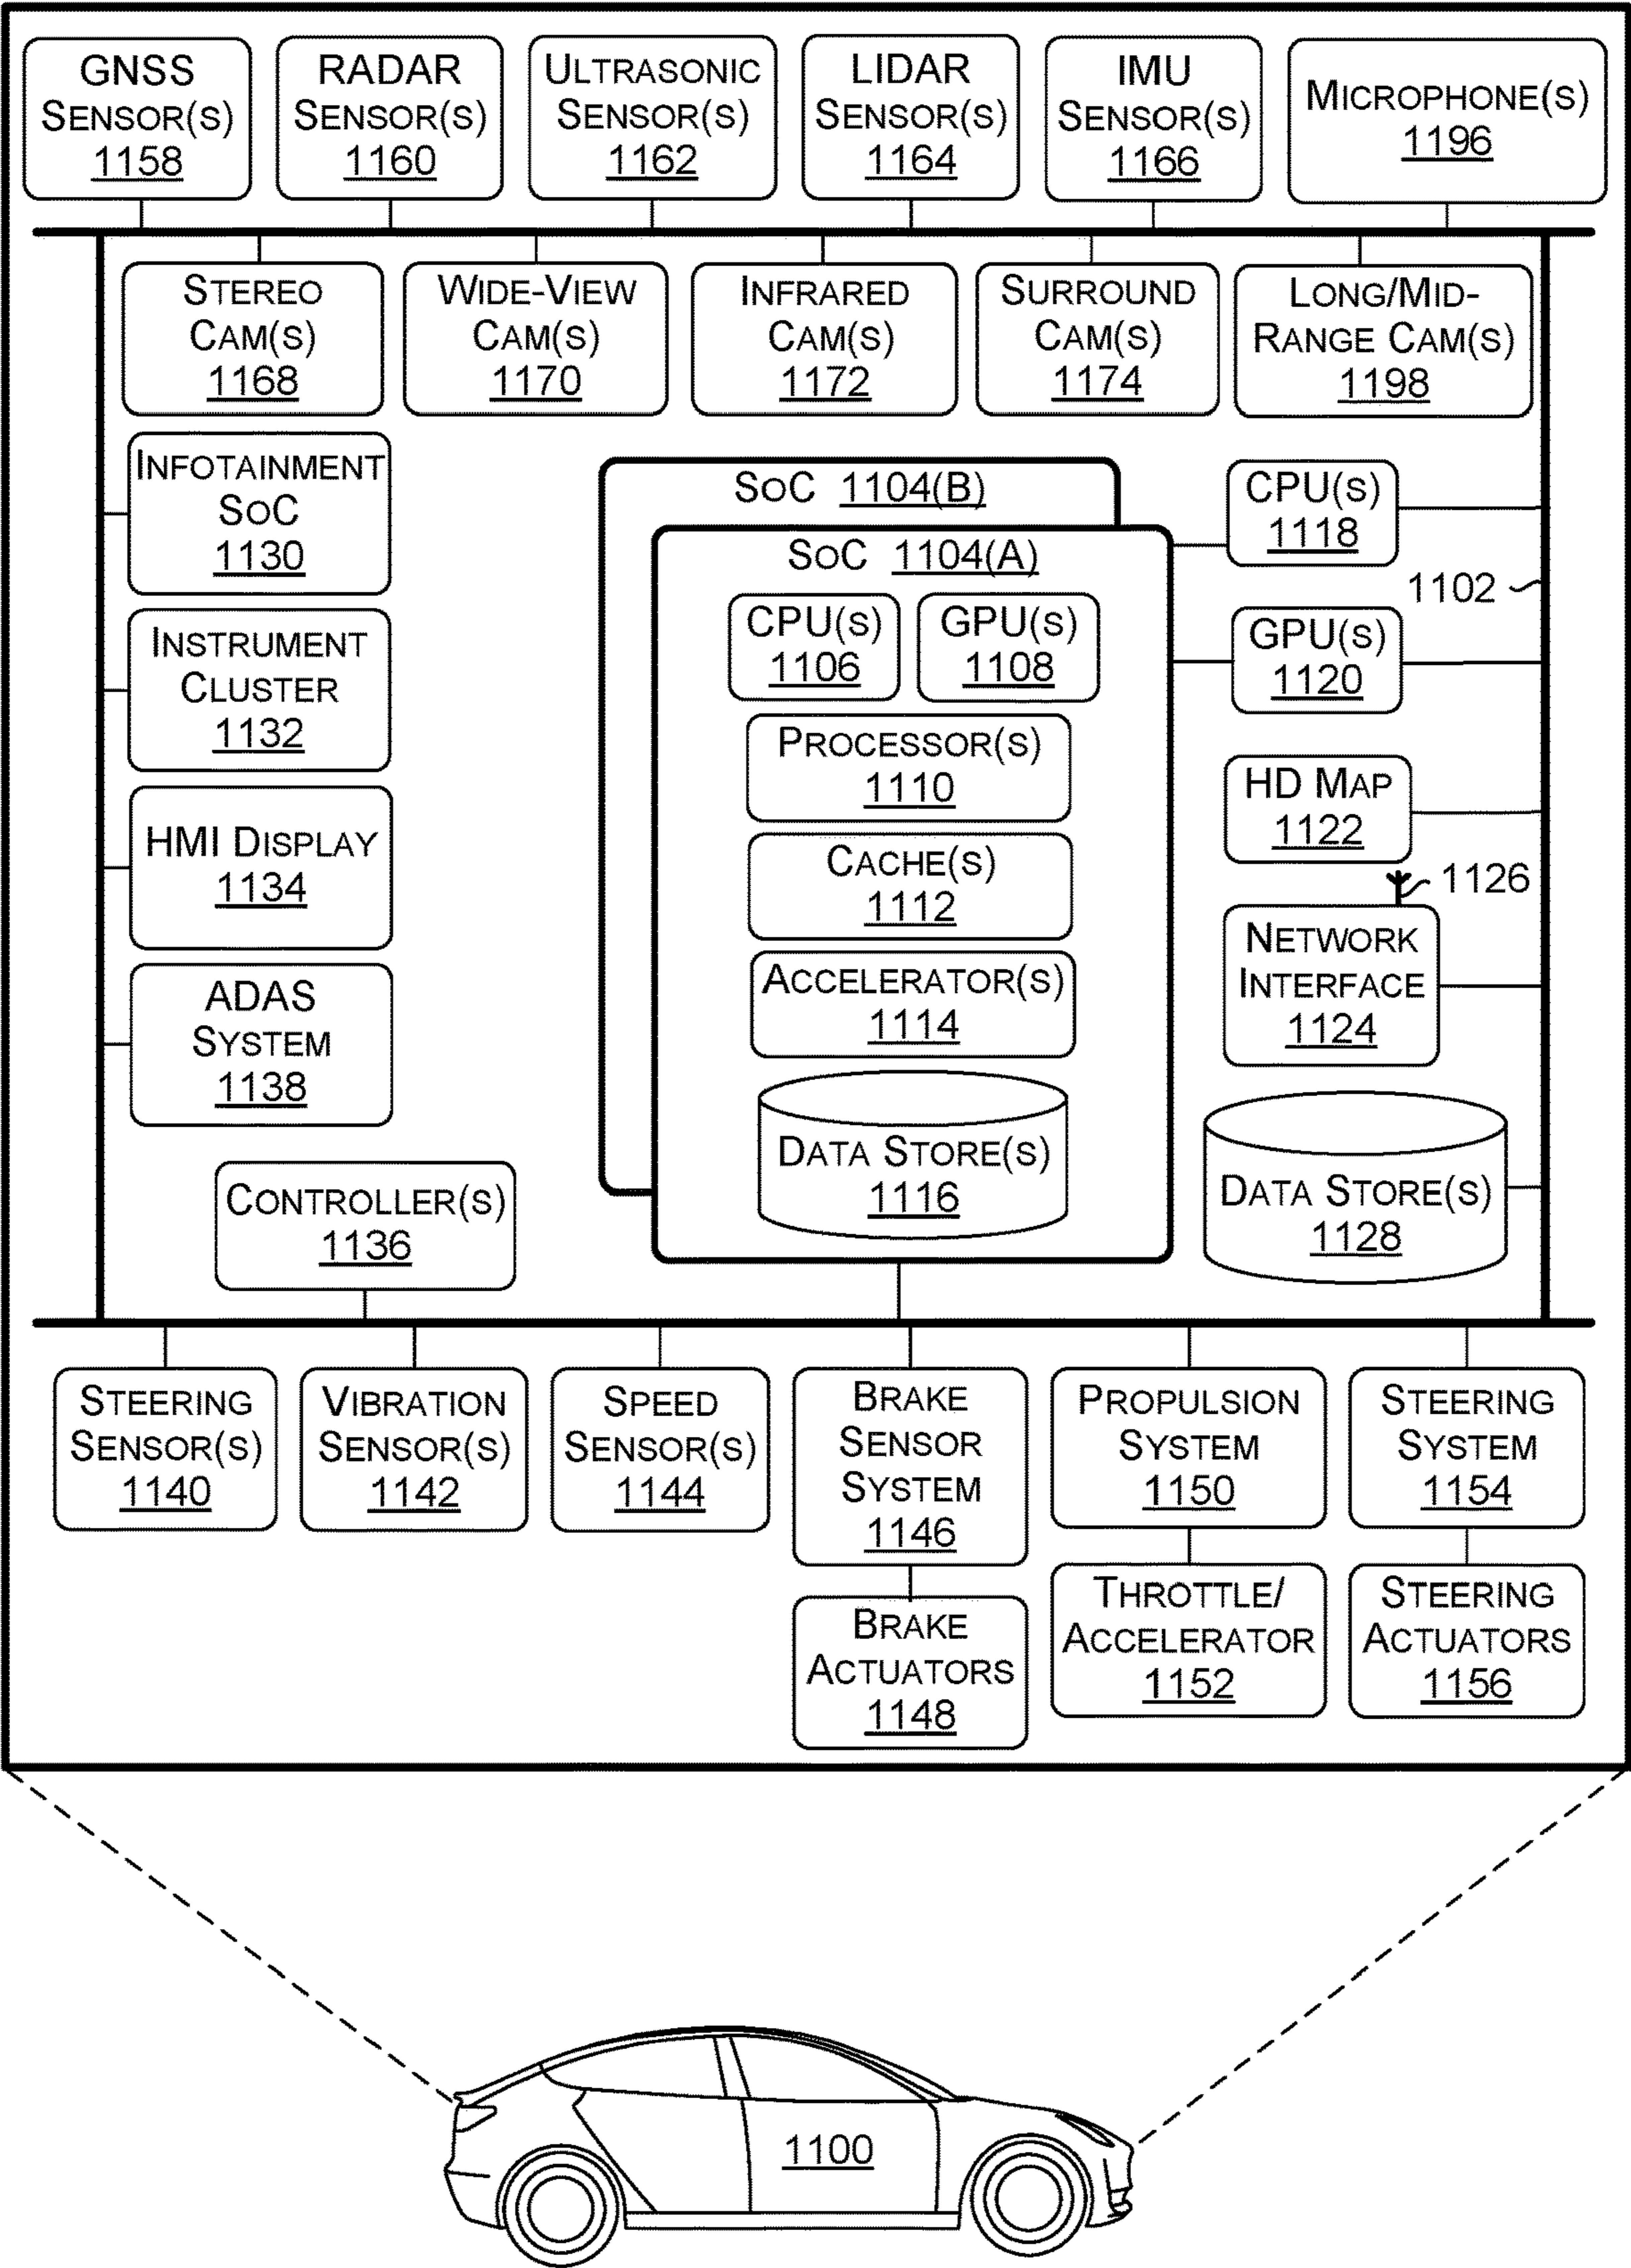 GNSS
SENSOR(S)
1158
RADAR
SENSOR(S)
1160
ULTRASONIC
SENSOR(S)
1162
LIDAR
SENSOR(S)
1164
IMU
SENSOR(S)
1166
MICROPHONE(S)
1196
STEREO
CAM(S)
1168
WIDE-VIEW
CAM(S)
1170
INFRARED
CAM(S)
1172
SURROUND
CAM(S)
1174
LONG/MID-
RANGE CAM(S)
1198
INFOTAINMENT
SOC
1130
INSTRUMENT
CLUSTER
1132
HMI DISPLAY
1134
ADAS
SYSTEM
1138
CONTROLLER(S)
1136
SOC 1104(B)
SOC 1104(A)
CPU(S)
1106
GPU(S)
1108
PROCESSOR(S)
1110
CACHE(S)
1112
ACCELERATOR(S)
1114
DATA STORE(S)
1116
CPU(S)
1118
1102
GPU(S)
1120
HD MAP
1122
1126
NETWORK
INTERFACE
1124
DATA STORE(S)
1128
STEERING
SENSOR(S)
1140
VIBRATION
SENSOR(S)
1142
SPEED
SENSOR(S)
1144
BRAKE
SENSOR
SYSTEM
1146
PROPULSION
SYSTEM
1150
STEERING
SYSTEM
1154
BRAKE
ACTUATORS
1148
THROTTLE/
ACCELERATOR
1152
STEERING
ACTUATORS
1156
1100